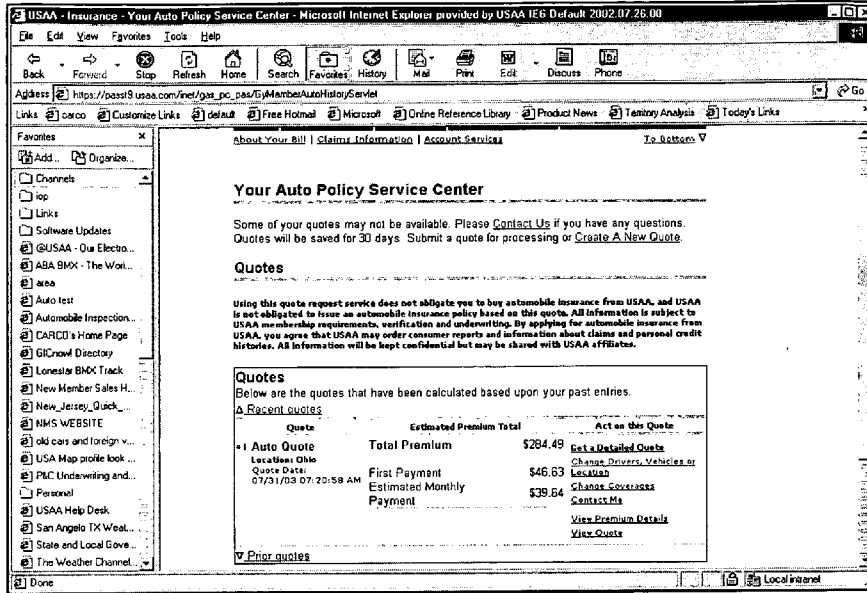 USAA - Insurance - Your Auto Policy Service Center - Microsoft Internet Explorer provided by USAA IE6 Default 2002.07.26.00
File Edit View Favorites Tools Help
Back Forward Stop Refresh Home Search Favorites History Mail Print Edit Discuss Phone
Address https://passt9.usaa.com/inet/gas_pc_pas/GyMemberAutoHistoryServlet Go
Links carco Customize Links default Free Hotmail Microsoft Online Reference Library Product News Territory Analysis Today's Links
Favorites x
Add... Organize...
Channels
iop
Links
Software Updates
@USAA - Our Electro...
ABA BMX - The Worl...
area
Auto test
Automobile Inspection...
CARCO's Home Page
GICnowl Directory
Lonestar BMX Track
New Member Sales H...
New_Jersey_Quick_...
NMS WEBSITE
old cars and foreign v...
USA Map profile look ...
P&C Underwriting and...
Personal
USAA Help Desk
San Angelo TX Weat...
State and Local Gove...
The Weather Channel...
About Your Bill | Claims Information | Account Services To Bottom
Your Auto Policy Service Center
Some of your quotes may not be available. Please Contact Us if you have any questions.
Quotes will be saved for 30 days. Submit a quote for processing or Create A New Quote.
Quotes
Using this quote request service does not obligate you to buy automobile insurance from USAA, and USAA
is not obligated to issue an automobile insurance policy based on this quote. All information is subject to
USAA membership requirements, verification and underwriting. By applying for automobile insurance from
USAA, you agree that USAA may order consumer reports and information about claims and personal credit
histories. All information will be kept confidential but may be shared with USAA affiliates.
Quotes
Below are the quotes that have been calculated based upon your past entries.
Recent quotes
Quote Estimated Premium Total Act on this Quote
#1 Auto Quote Total Premium $284.49 Get a Detailed Quote
Location: Ohio Change Drivers, Vehicles or
Location
Quote Date: First Payment $46.63
07/31/03 07:20:58 AM Estimated Monthly
Payment $39.64 Change Coverages
Contact Me
View Premium Details
View Quote
Prior quotes
Done Local intranet